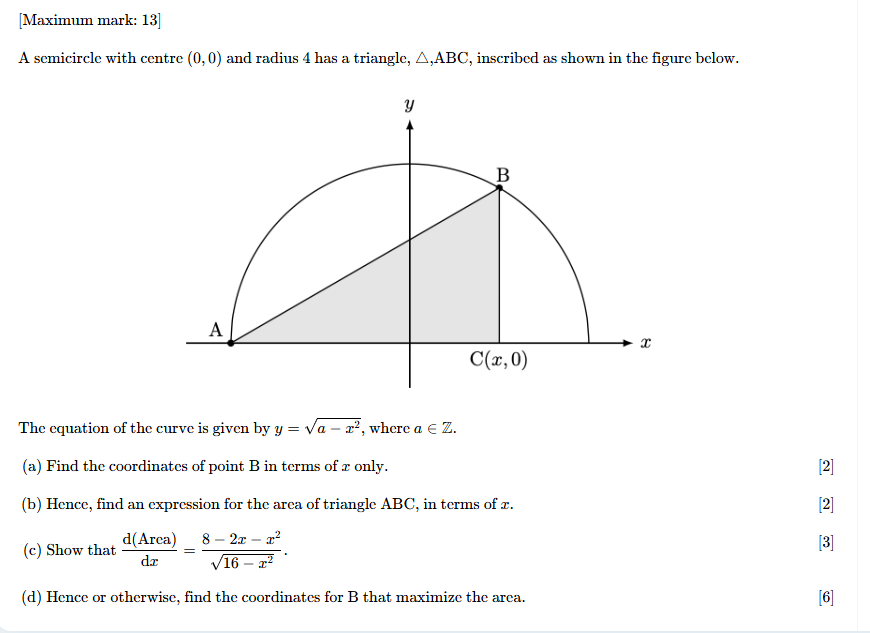 [Maximum mark: 13]
A semicircle with centre (0, 0) and radius 4 has a triangle, △,ABC, inscribed as shown in the figure below.
y
B
A
x
C(x, 0)
The equation of the curve is given by y = √(a − x²), where a ∈ ℤ.
(a) Find the coordinates of point B in terms of x only. [2]
(b) Hence, find an expression for the area of triangle ABC, in terms of x. [2]
(c) Show that d(Area)/dx = (8 − 2x − x²)/√(16 − x²). [3]
(d) Hence or otherwise, find the coordinates for B that maximize the area. [6]